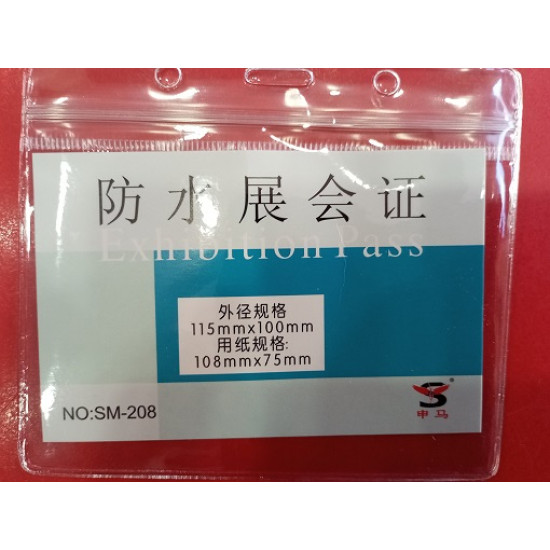 防水展会证
Exhibition Pass
外径规格
115mmx100mm
用纸规格:
108mmx75mm
NO:SM-208
S
®
申马